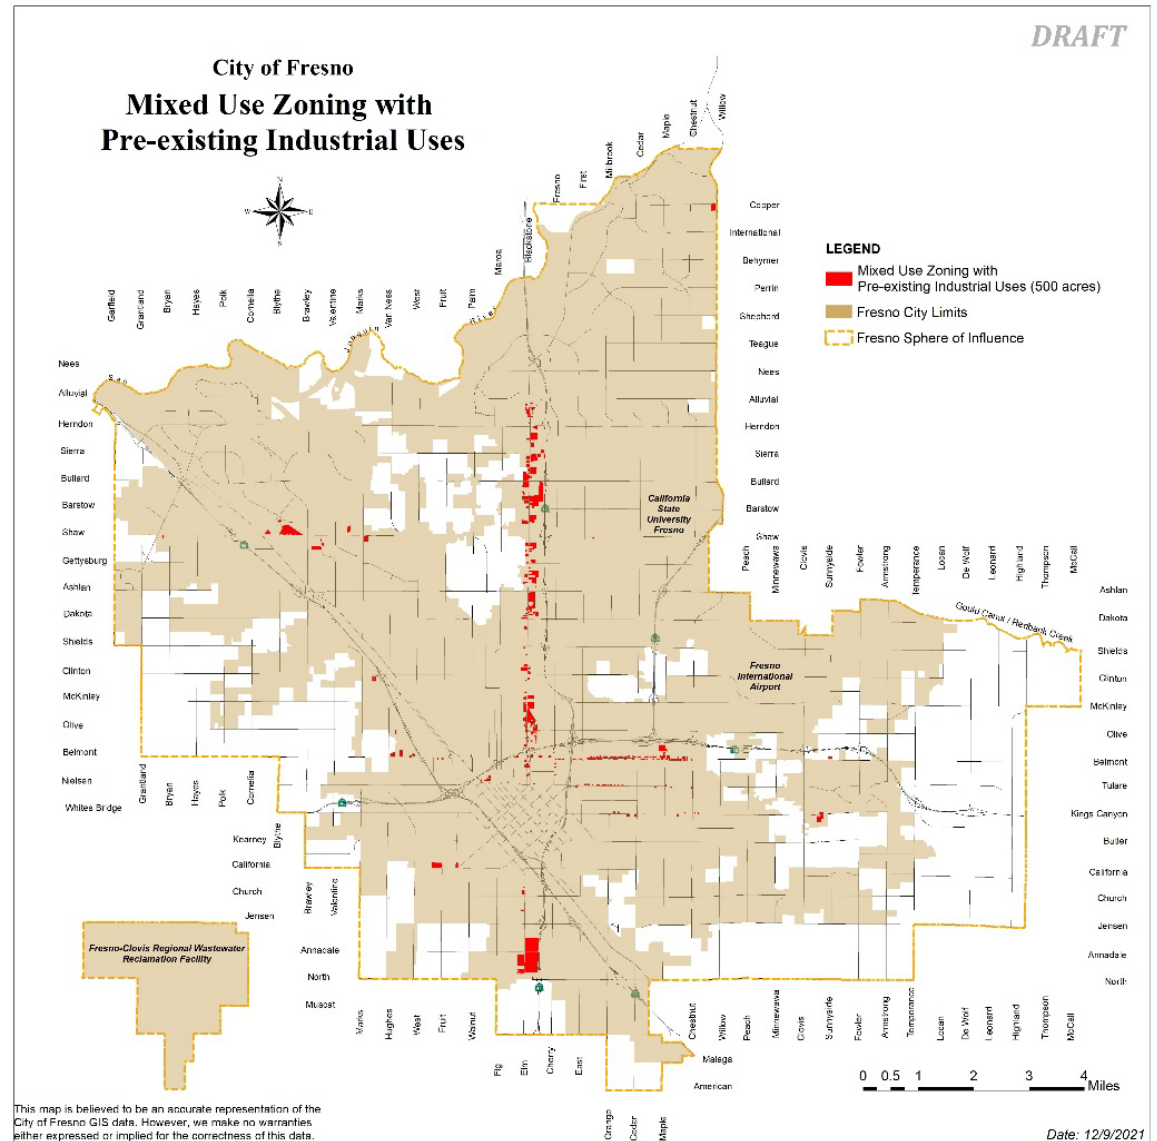 DRAFT
City of Fresno
Mixed Use Zoning with
Pre-existing Industrial Uses
N
W
E
S
Willow
Chestnut
Maple
Cedar
Millbrook
First
Fresno
Blackstone
Maroa
Palm
Fruit
West
Van Ness
Marks
Valentine
Brawley
Blythe
Cornelia
Polk
Hayes
Bryan
Grantland
Garfield
San
Joaquin
River
Copper
International
Behymer
Perrin
Shepherd
Teague
Nees
Alluvial
Herndon
Sierra
Bullard
Barstow
Shaw
LEGEND
Mixed Use Zoning with
Pre-existing Industrial Uses (500 acres)
Fresno City Limits
Fresno Sphere of Influence
Nees
Alluvial
Herndon
Sierra
Bullard
Barstow
Shaw
Gettysburg
Ashlan
Dakota
Shields
Clinton
McKinley
Olive
Belmont
Nielsen
Whites Bridge
California
State
University
Fresno
Peach
Minnewawa
Clovis
Sunnyside
Fowler
Armstrong
Temperance
Locan
De Wolf
Leonard
Highland
Thompson
McCall
Gould Canal / Redbank Creek
Ashlan
Dakota
Shields
Clinton
McKinley
Olive
Belmont
Tulare
Kings Canyon
Butler
California
Church
Jensen
Annadale
North
Fresno
International
Airport
Grantland
Bryan
Hayes
Polk
Cornelia
Blythe
Kearney
California
Church
Jensen
Brawley
Valentine
Annadale
North
Muscat
Fresno-Clovis Regional Wastewater
Reclamation Facility
Marks
Hughes
West
Fruit
Walnut
Fig
Elm
Cherry
East
Orange
Cedar
Maple
Chestnut
Willow
Peach
Minnewawa
Clovis
Sunnyside
Fowler
Armstrong
Temperance
Locan
De Wolf
Leonard
Highland
Thompson
McCall
Malaga
American
0 0.5 1 2 3 4
Miles
This map is believed to be an accurate representation of the
City of Fresno GIS data. However, we make no warranties
either expressed or implied for the correctness of this data.
Date: 12/9/2021